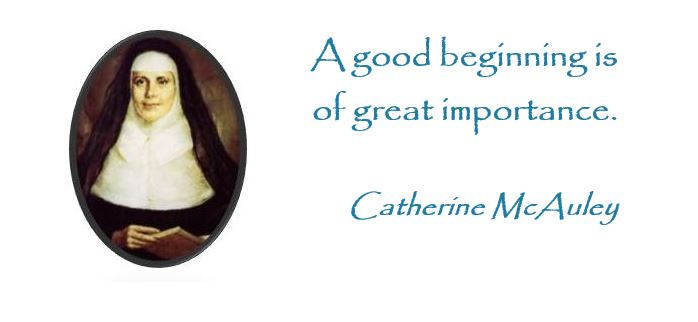 A good beginning is
of great importance.
Catherine McAuley